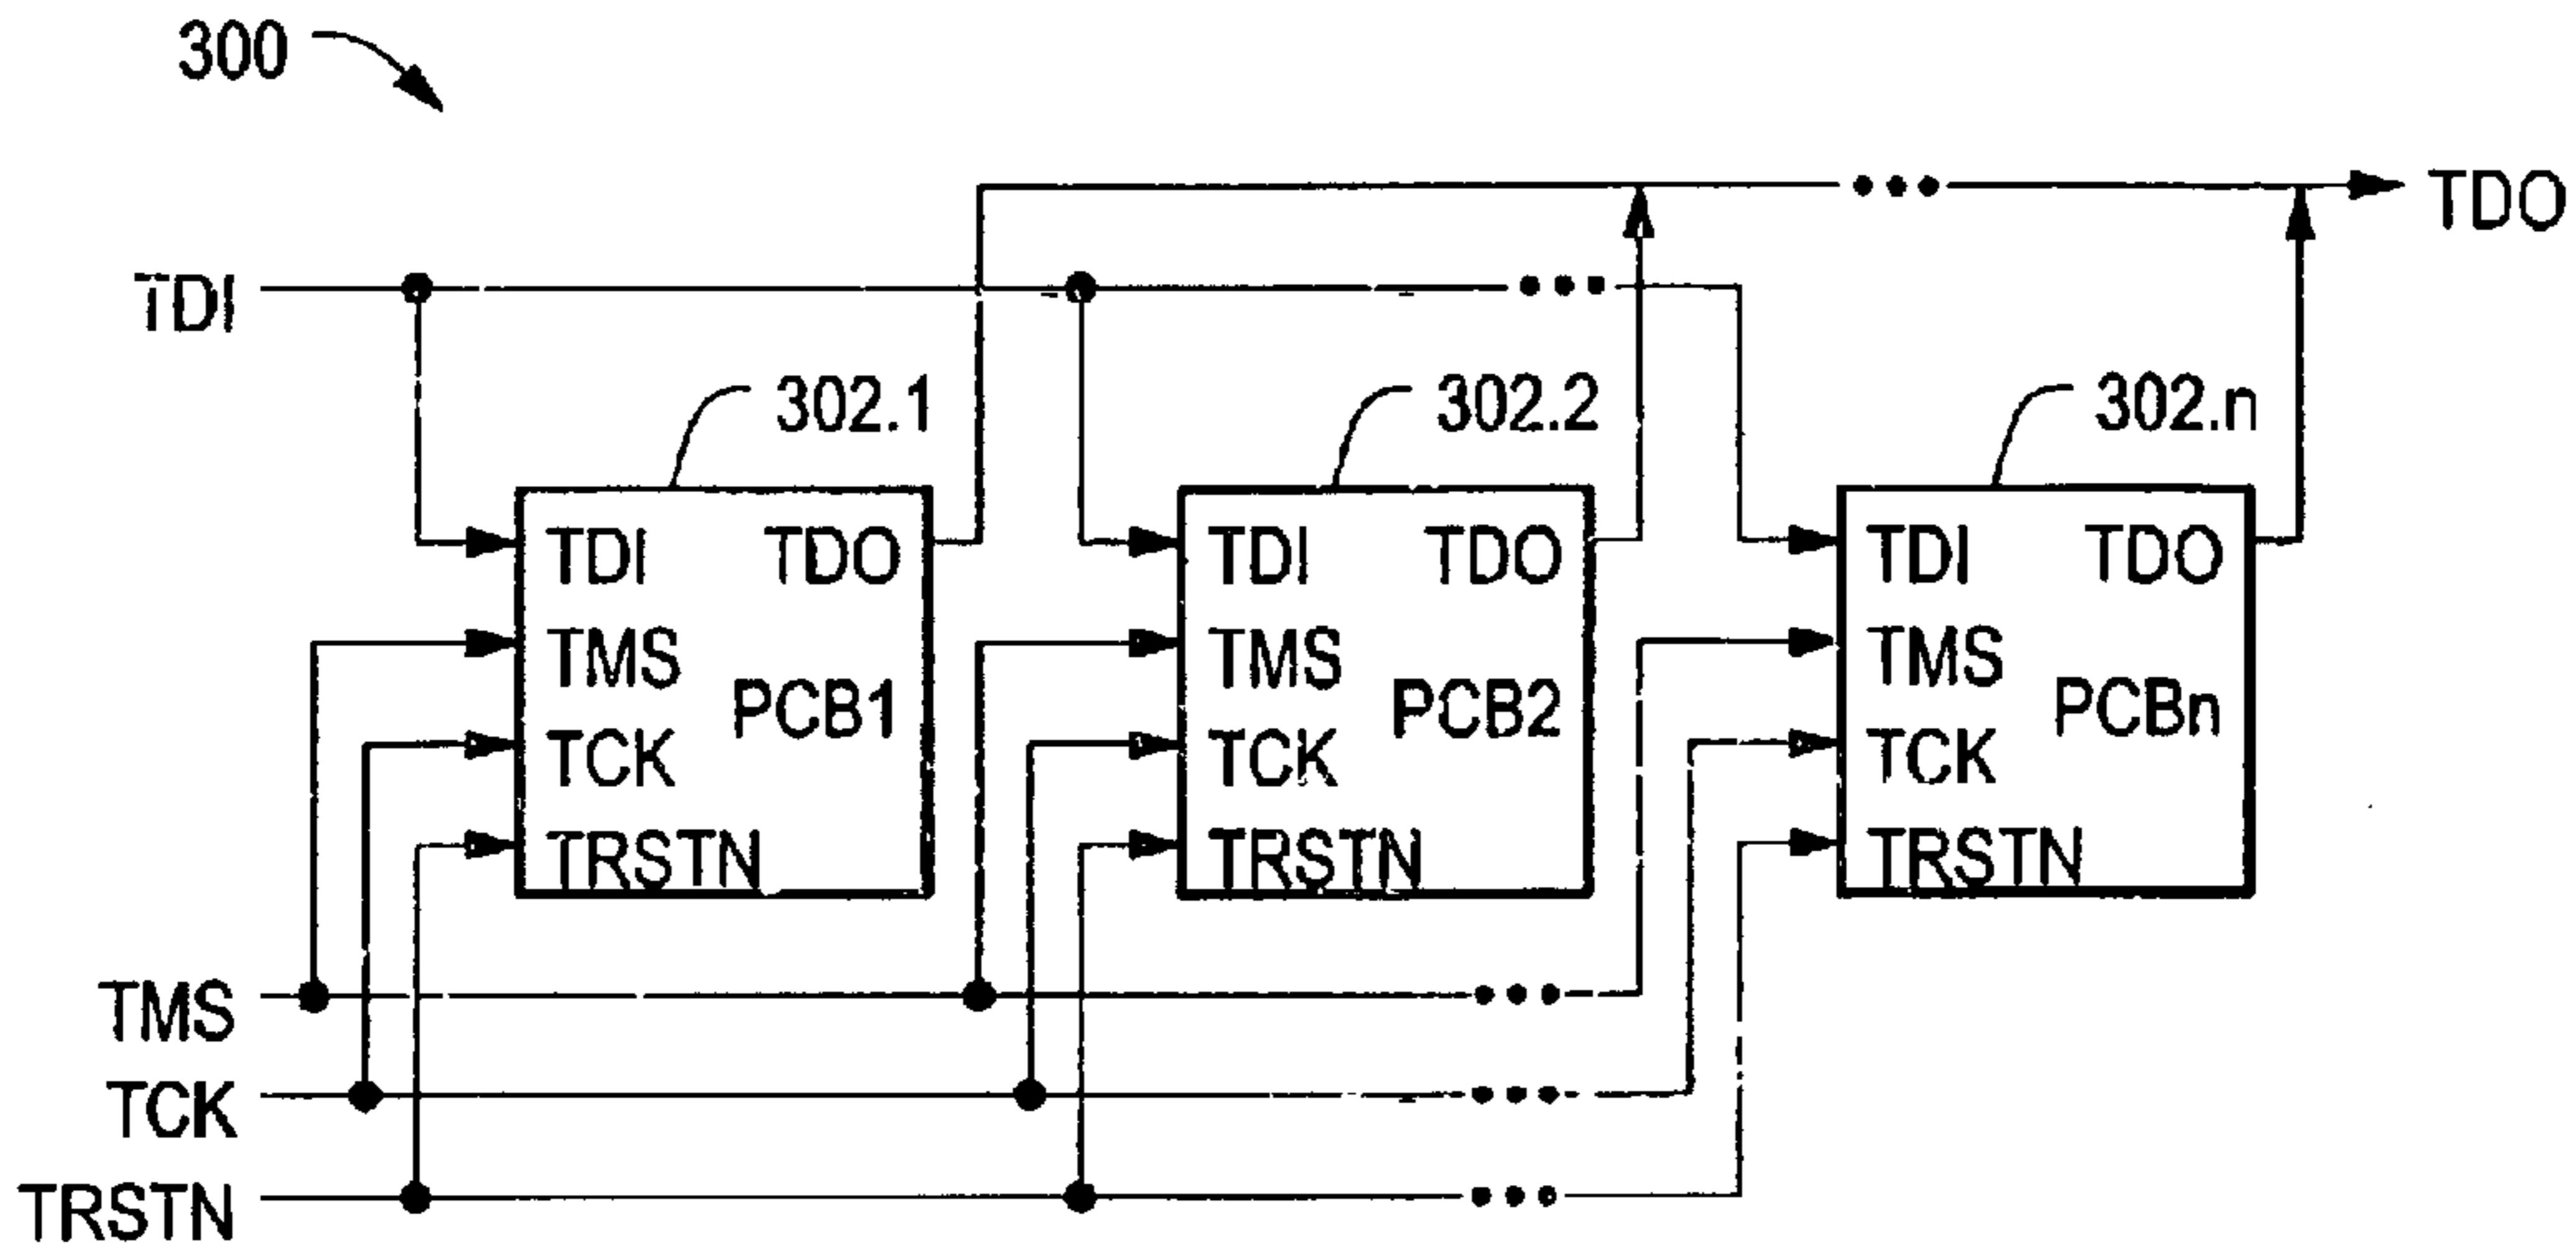 300
TDO
TDI
302.1
302.2
302.n
TDI TDO
TMS
PCB1
TCK
TRSTN
TDI TDO
TMS
PCB2
TCK
TRSTN
TDI TDO
TMS
PCBn
TCK
TRSTN
TMS
TCK
TRSTN